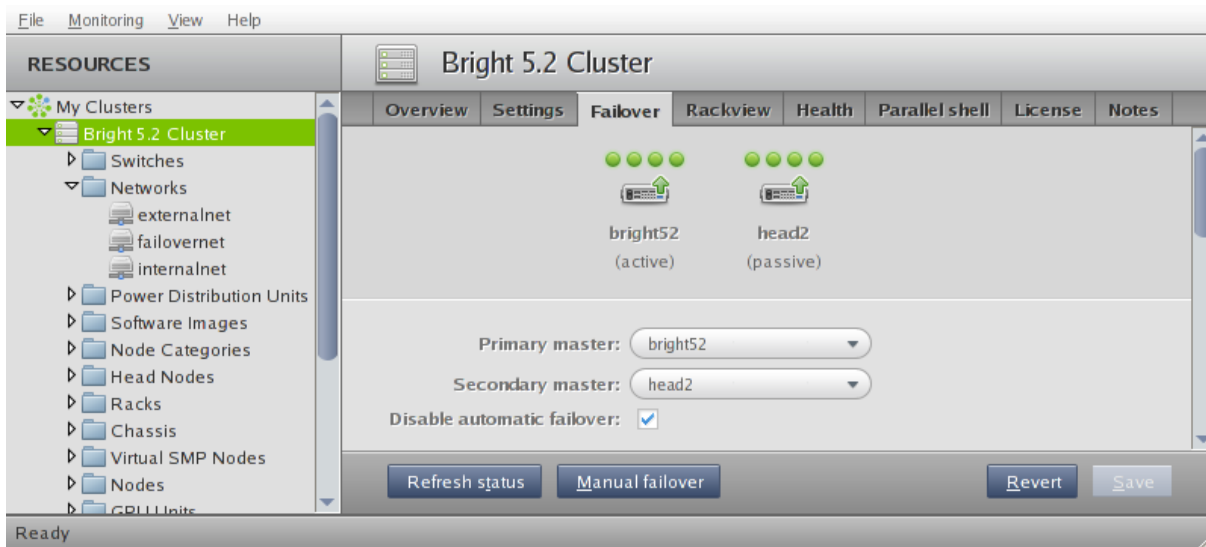 File Monitoring View Help
RESOURCES
Bright 5.2 Cluster
My Clusters
Bright 5.2 Cluster
Switches
Networks
externalnet
failovernet
internalnet
Power Distribution Units
Software Images
Node Categories
Head Nodes
Racks
Chassis
Virtual SMP Nodes
Nodes
GPU Units
Overview Settings Failover Rackview Health Parallel shell License Notes
bright52 head2
(active) (passive)
Primary master: bright52
Secondary master: head2
Disable automatic failover:
Refresh status Manual failover Revert Save
Ready